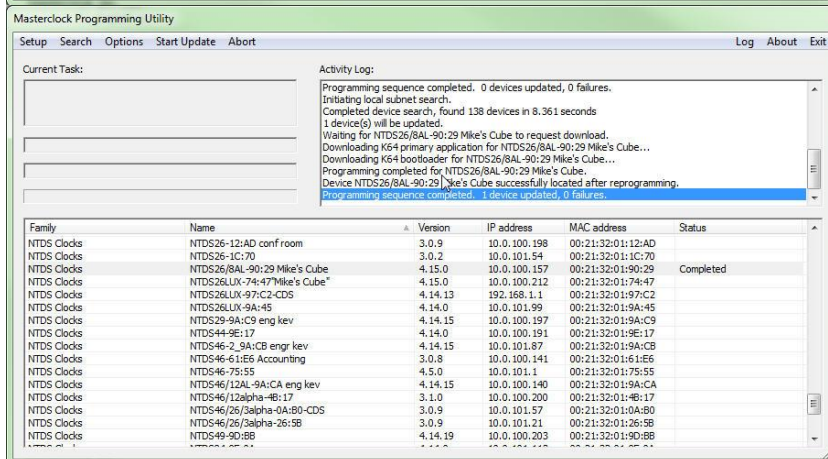 Masterclock Programming Utility
Setup Search Options Start Update Abort Log About Exit
Current Task: Activity Log:
Programming sequence completed. 0 devices updated, 0 failures.
Initiating local subnet search.
Completed device search, found 138 devices in 8.361 seconds
1 device(s) will be updated.
Waiting for NTDS26/8AL-90:29 Mike's Cube to request download.
Downloading K64 primary application for NTDS26/8AL-90:29 Mike's Cube...
Downloading K64 bootloader for NTDS26/8AL-90:29 Mike's Cube...
Programming completed for NTDS26/8AL-90:29 Mike's Cube.
Device NTDS26/8AL-90:29 Mike's Cube successfully located after reprogramming.
Programming sequence completed. 1 device updated, 0 failures.
Family Name Version IP address MAC address Status
NTDS Clocks NTDS26-12:AD conf room 3.0.9 10.0.100.198 00:21:32:01:12:AD
NTDS Clocks NTDS26-1C:70 3.0.2 10.0.101.54 00:21:32:01:1C:70
NTDS Clocks NTDS26/8AL-90:29 Mike's Cube 4.15.0 10.0.100.157 00:21:32:01:90:29 Completed
NTDS Clocks NTDS26LUX-74:47"Mike's Cube" 4.15.0 10.0.100.212 00:21:32:01:74:47
NTDS Clocks NTDS26LUX-97:C2-CDS 4.14.13 192.168.1.1 00:21:32:01:97:C2
NTDS Clocks NTDS26LUX-9A:45 4.14.0 10.0.101.99 00:21:32:01:9A:45
NTDS Clocks NTDS29-9A:C9 eng kev 4.14.15 10.0.100.197 00:21:32:01:9A:C9
NTDS Clocks NTDS44-9E:17 4.14.0 10.0.100.191 00:21:32:01:9E:17
NTDS Clocks NTDS46-2_9A:CB engr kev 4.14.15 10.0.101.87 00:21:32:01:9A:CB
NTDS Clocks NTDS46-61:E6 Accounting 3.0.8 10.0.100.141 00:21:32:01:61:E6
NTDS Clocks NTDS46-75:55 4.5.0 10.0.101.1 00:21:32:01:75:55
NTDS Clocks NTDS46/12AL-9A:CA eng kev 4.14.15 10.0.100.140 00:21:32:01:9A:CA
NTDS Clocks NTDS46/12alpha-4B:17 3.1.0 10.0.100.200 00:21:32:01:4B:17
NTDS Clocks NTDS46/26/3alpha-0A:B0-CDS 3.0.9 10.0.101.57 00:21:32:01:0A:B0
NTDS Clocks NTDS46/26/3alpha-26:5B 3.0.9 10.0.101.21 00:21:32:01:26:5B
NTDS Clocks NTDS49-9D:BB 4.14.19 10.0.100.203 00:21:32:01:9D:BB